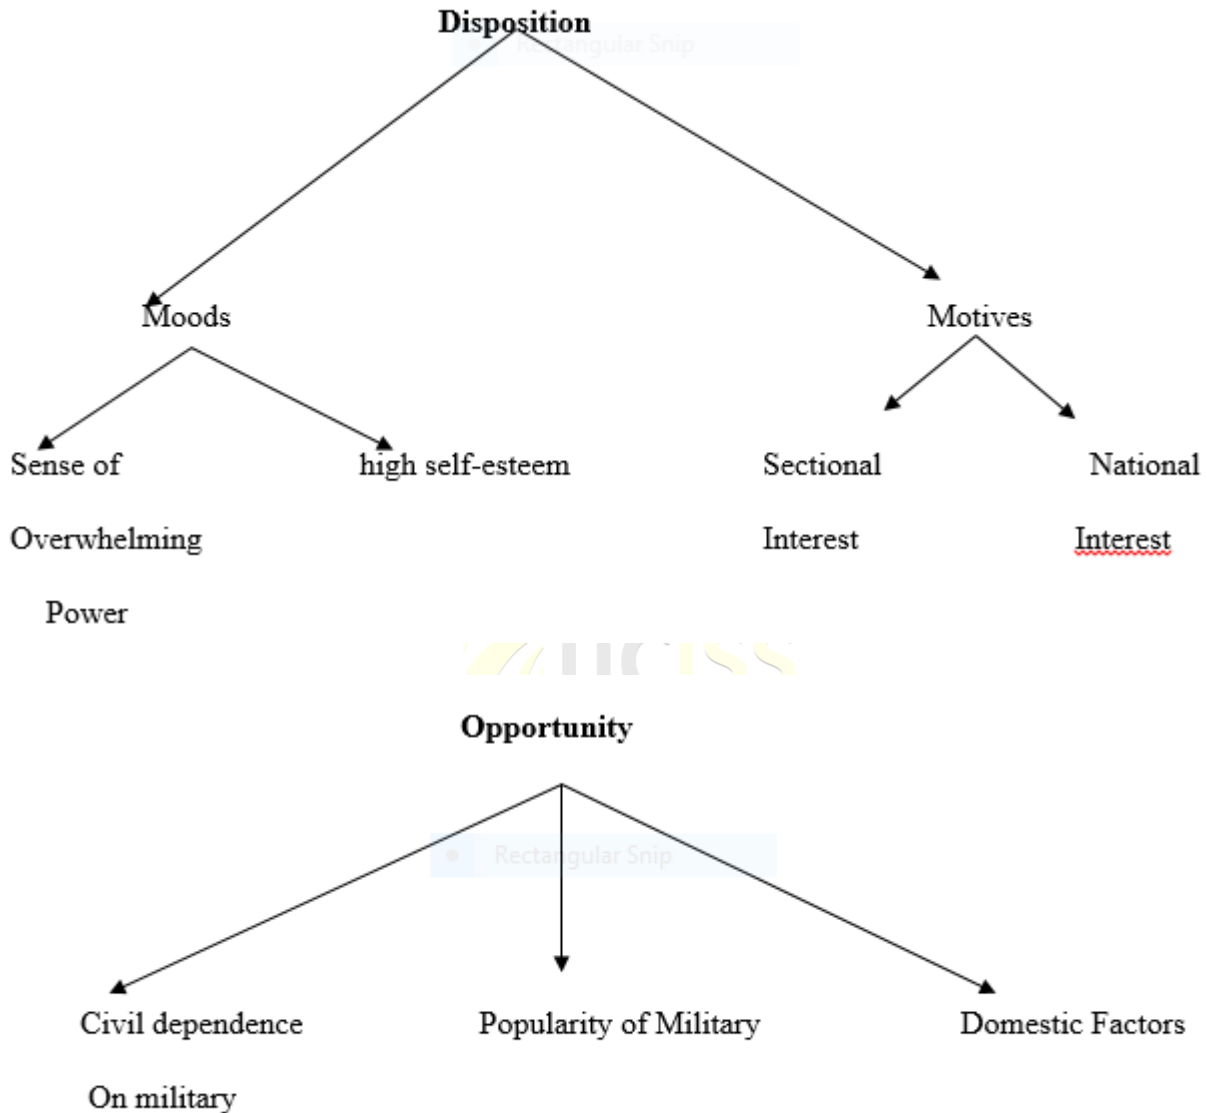 Disposition
Rectangular Snip
Moods Motives
Sense of high self-esteem Sectional National
Overwhelming Interest Interest
Power
Opportunity
Rectangular Snip
Civil dependence Popularity of Military Domestic Factors
On military